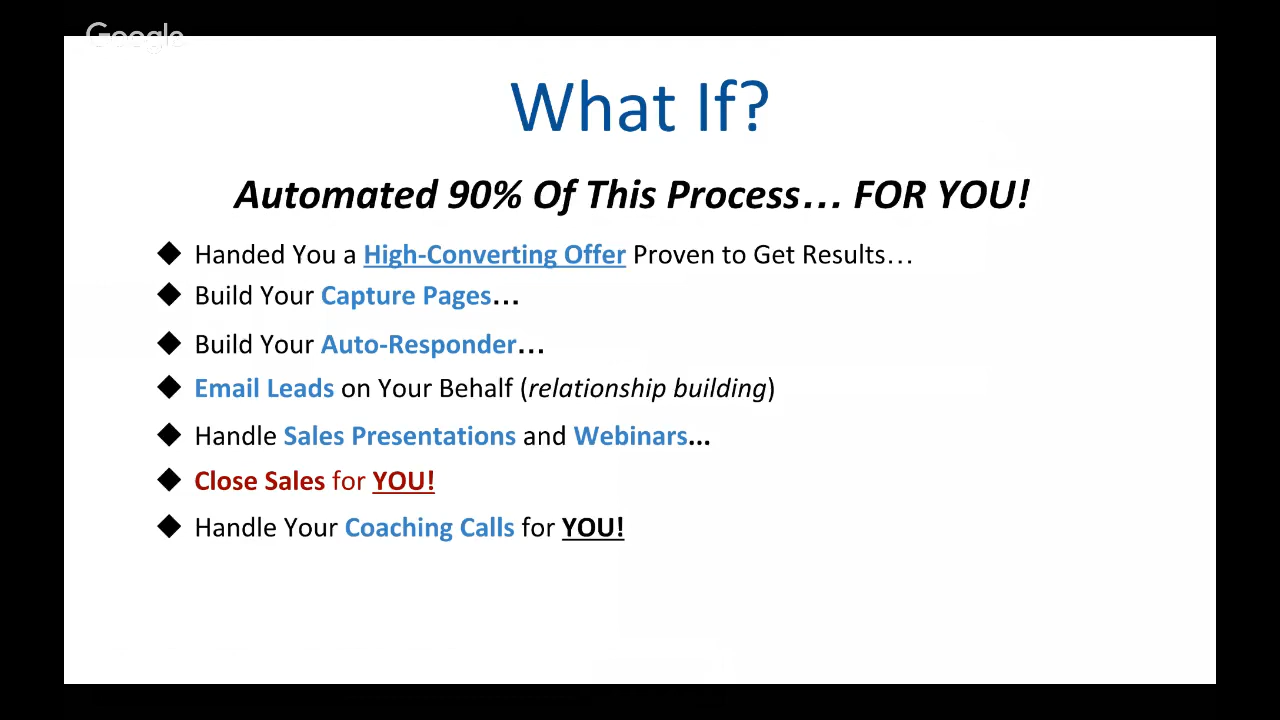 Google
What If?
Automated 90% Of This Process... FOR YOU!
◆ Handed You a High-Converting Offer Proven to Get Results...
◆ Build Your Capture Pages...
◆ Build Your Auto-Responder...
◆ Email Leads on Your Behalf (relationship building)
◆ Handle Sales Presentations and Webinars...
◆ Close Sales for YOU!
◆ Handle Your Coaching Calls for YOU!